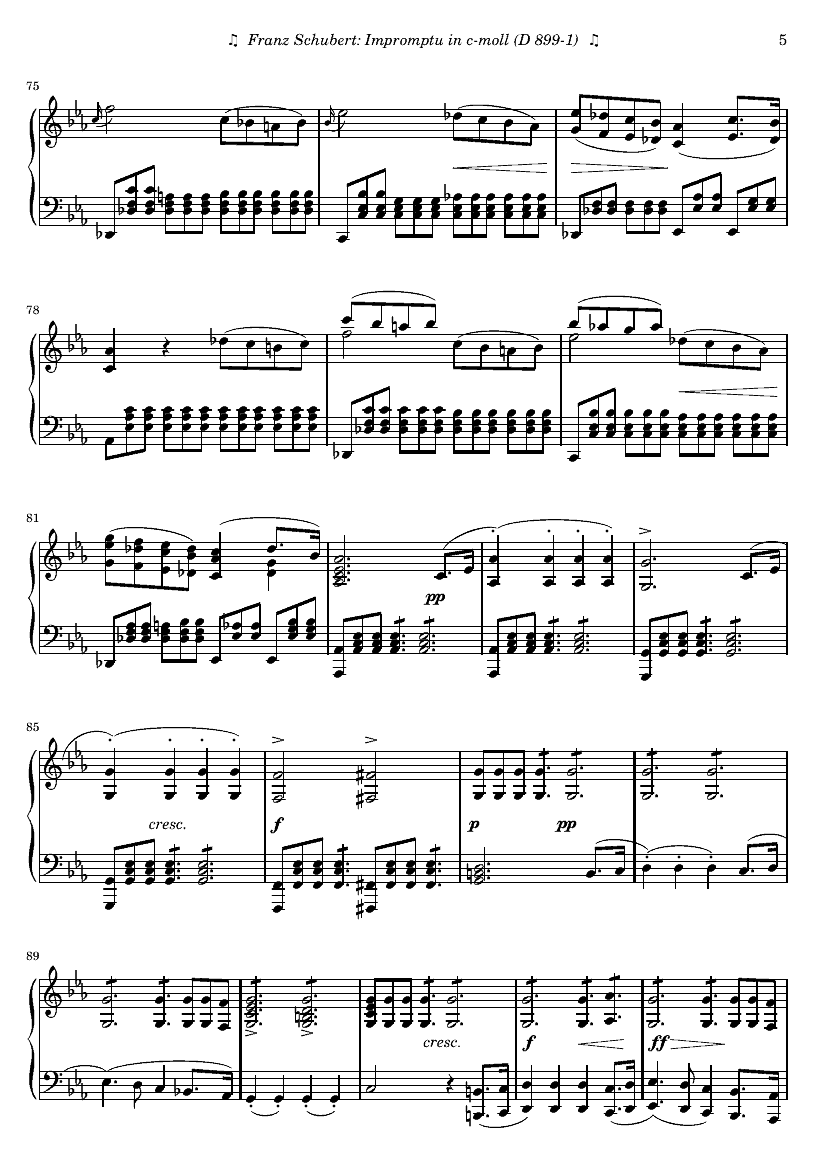 ♫ Franz Schubert: Impromptu in c-moll (D 899-1) ♫ 5
75
78
81
pp
85
cresc. f p pp
89
cresc. f ff